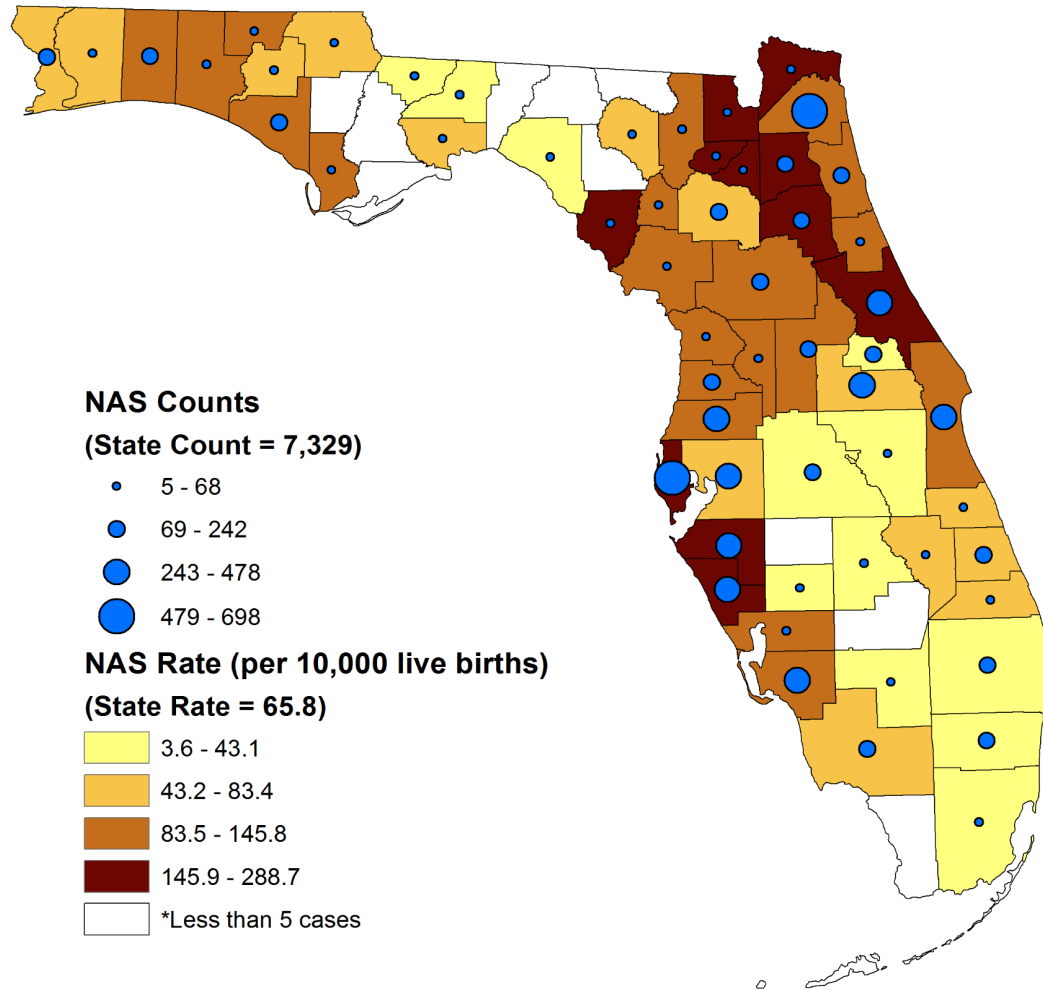 NAS Counts
(State Count = 7,329)
5 - 68
69 - 242
243 - 478
479 - 698
NAS Rate (per 10,000 live births)
(State Rate = 65.8)
3.6 - 43.1
43.2 - 83.4
83.5 - 145.8
145.9 - 288.7
*Less than 5 cases